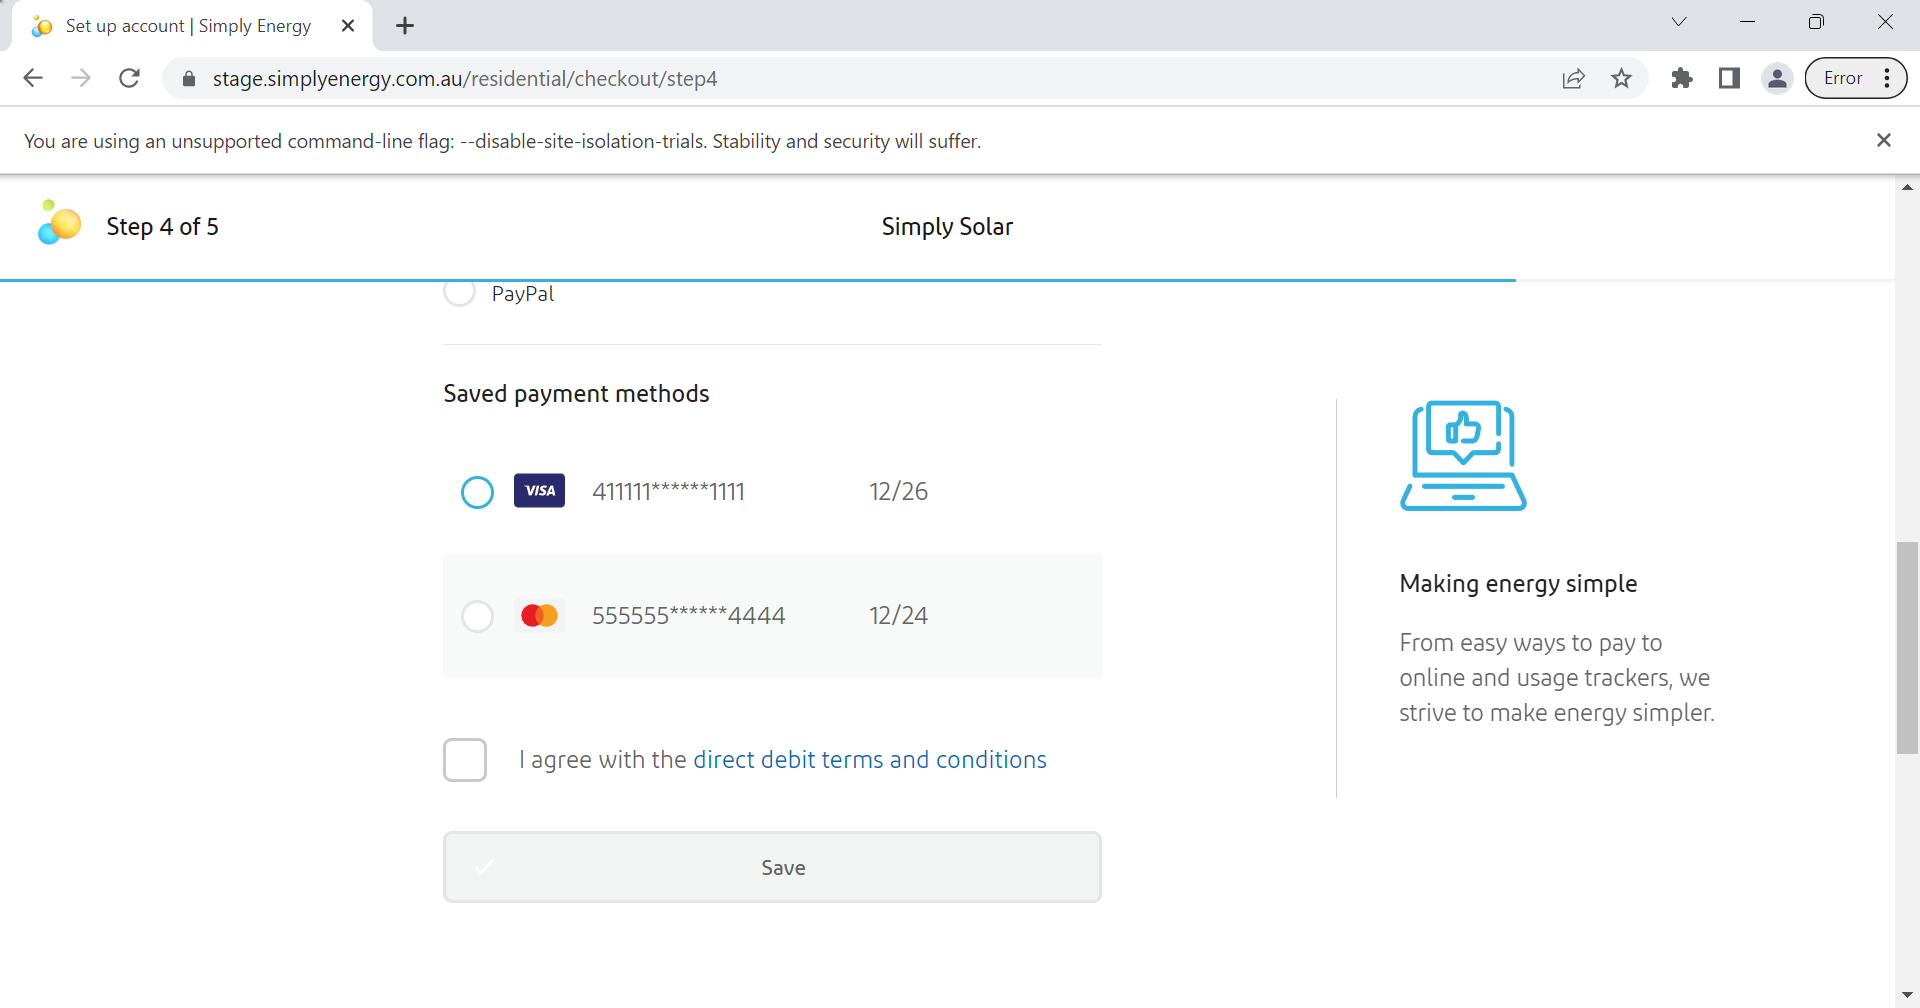 Set up account | Simply Energy
stage.simplyenergy.com.au/residential/checkout/step4
Error
You are using an unsupported command-line flag: --disable-site-isolation-trials. Stability and security will suffer.
Step 4 of 5
Simply Solar
PayPal
Saved payment methods
VISA 411111******1111 12/26
555555******4444 12/24
I agree with the direct debit terms and conditions
Save
Making energy simple
From easy ways to pay to
online and usage trackers, we
strive to make energy simpler.